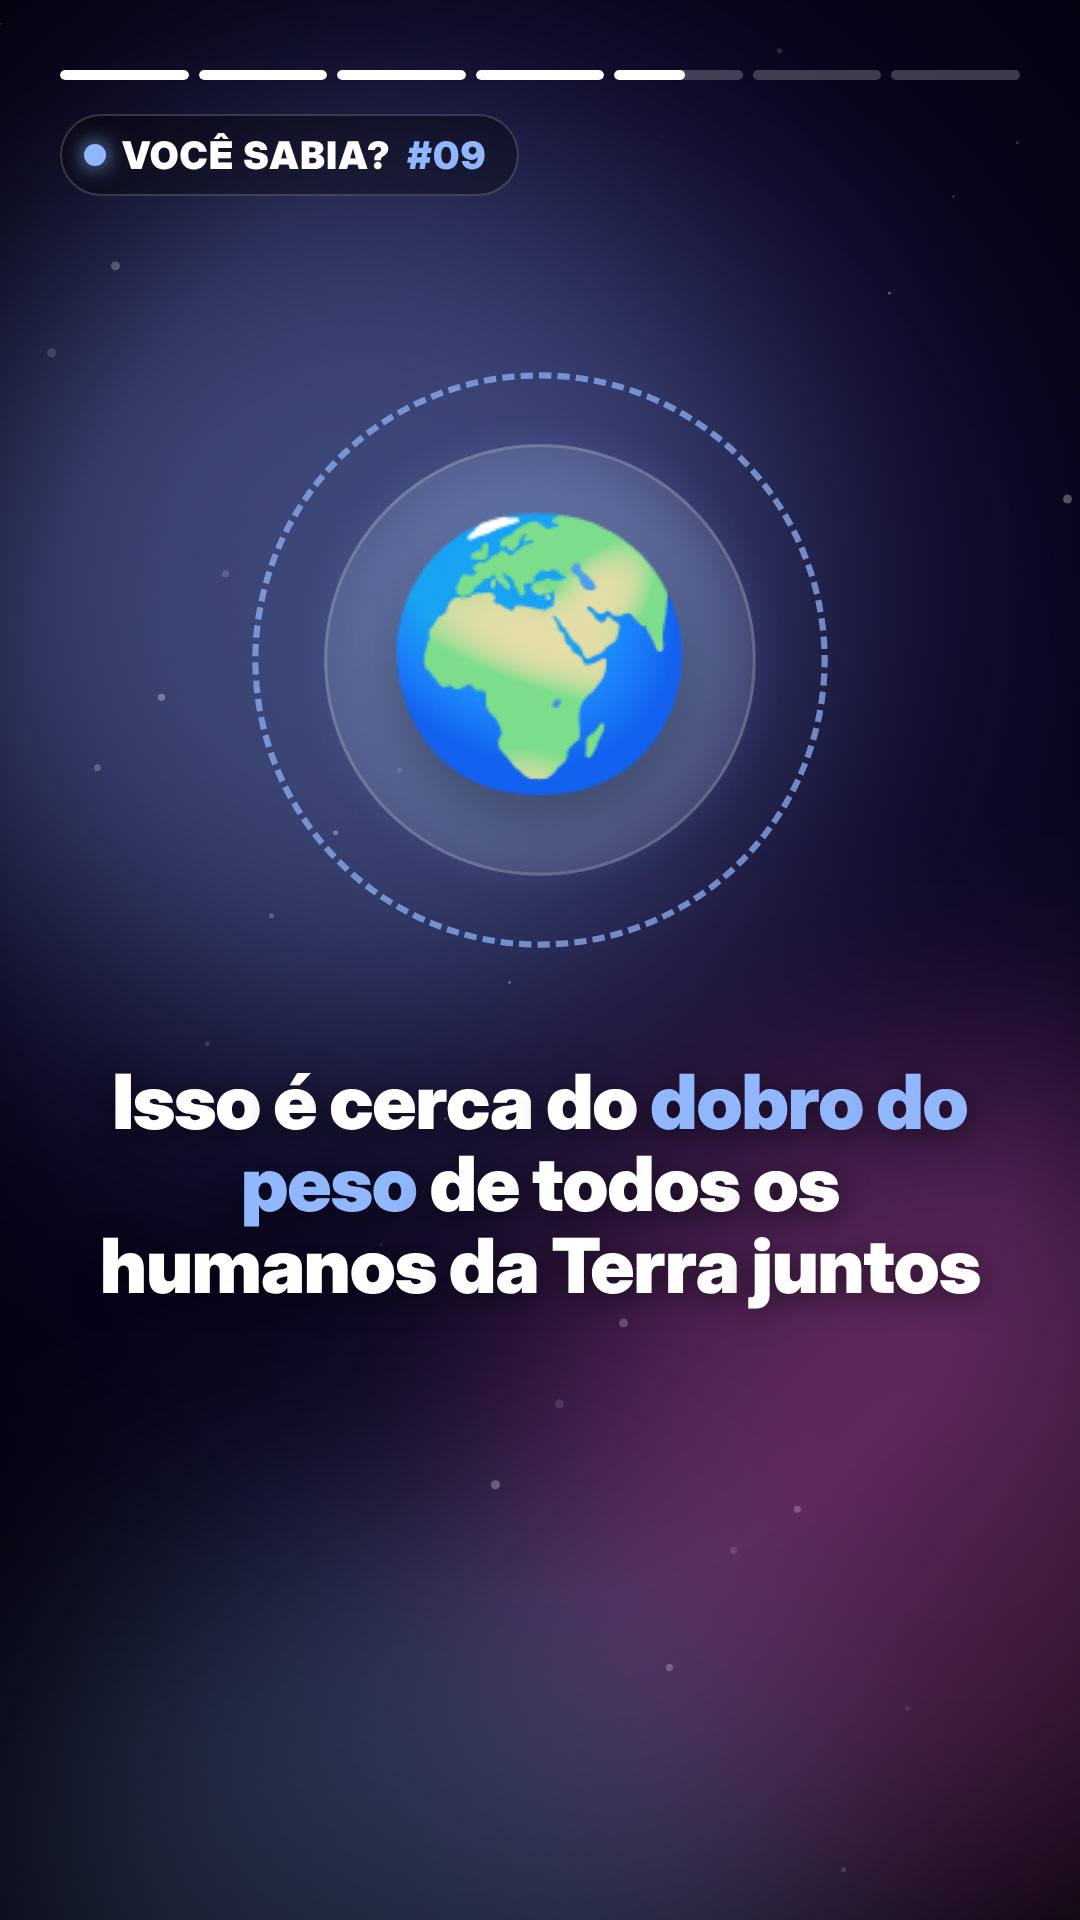 VOCÊ SABIA? #09
Isso é cerca do dobro do
peso de todos os
humanos da Terra juntos